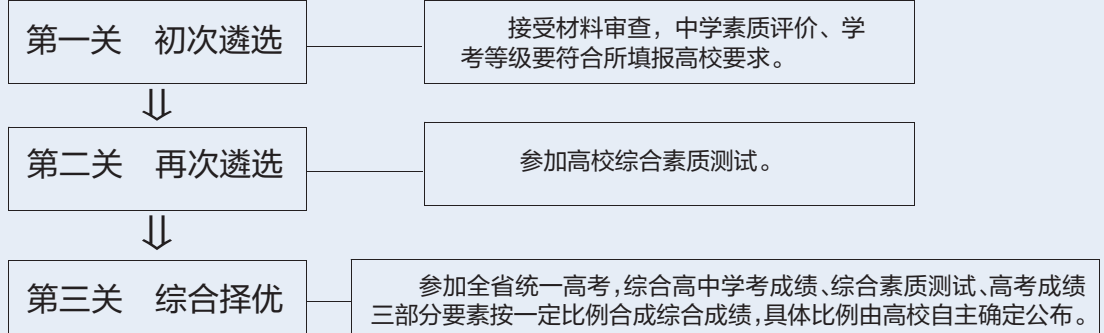 第一关 初次遴选
接受材料审查，中学素质评价、学
考等级要符合所填报高校要求。
⇓
第二关 再次遴选
参加高校综合素质测试。
⇓
第三关 综合择优
参加全省统一高考,综合高中学考成绩、综合素质测试、高考成绩
三部分要素按一定比例合成综合成绩,具体比例由高校自主确定公布。